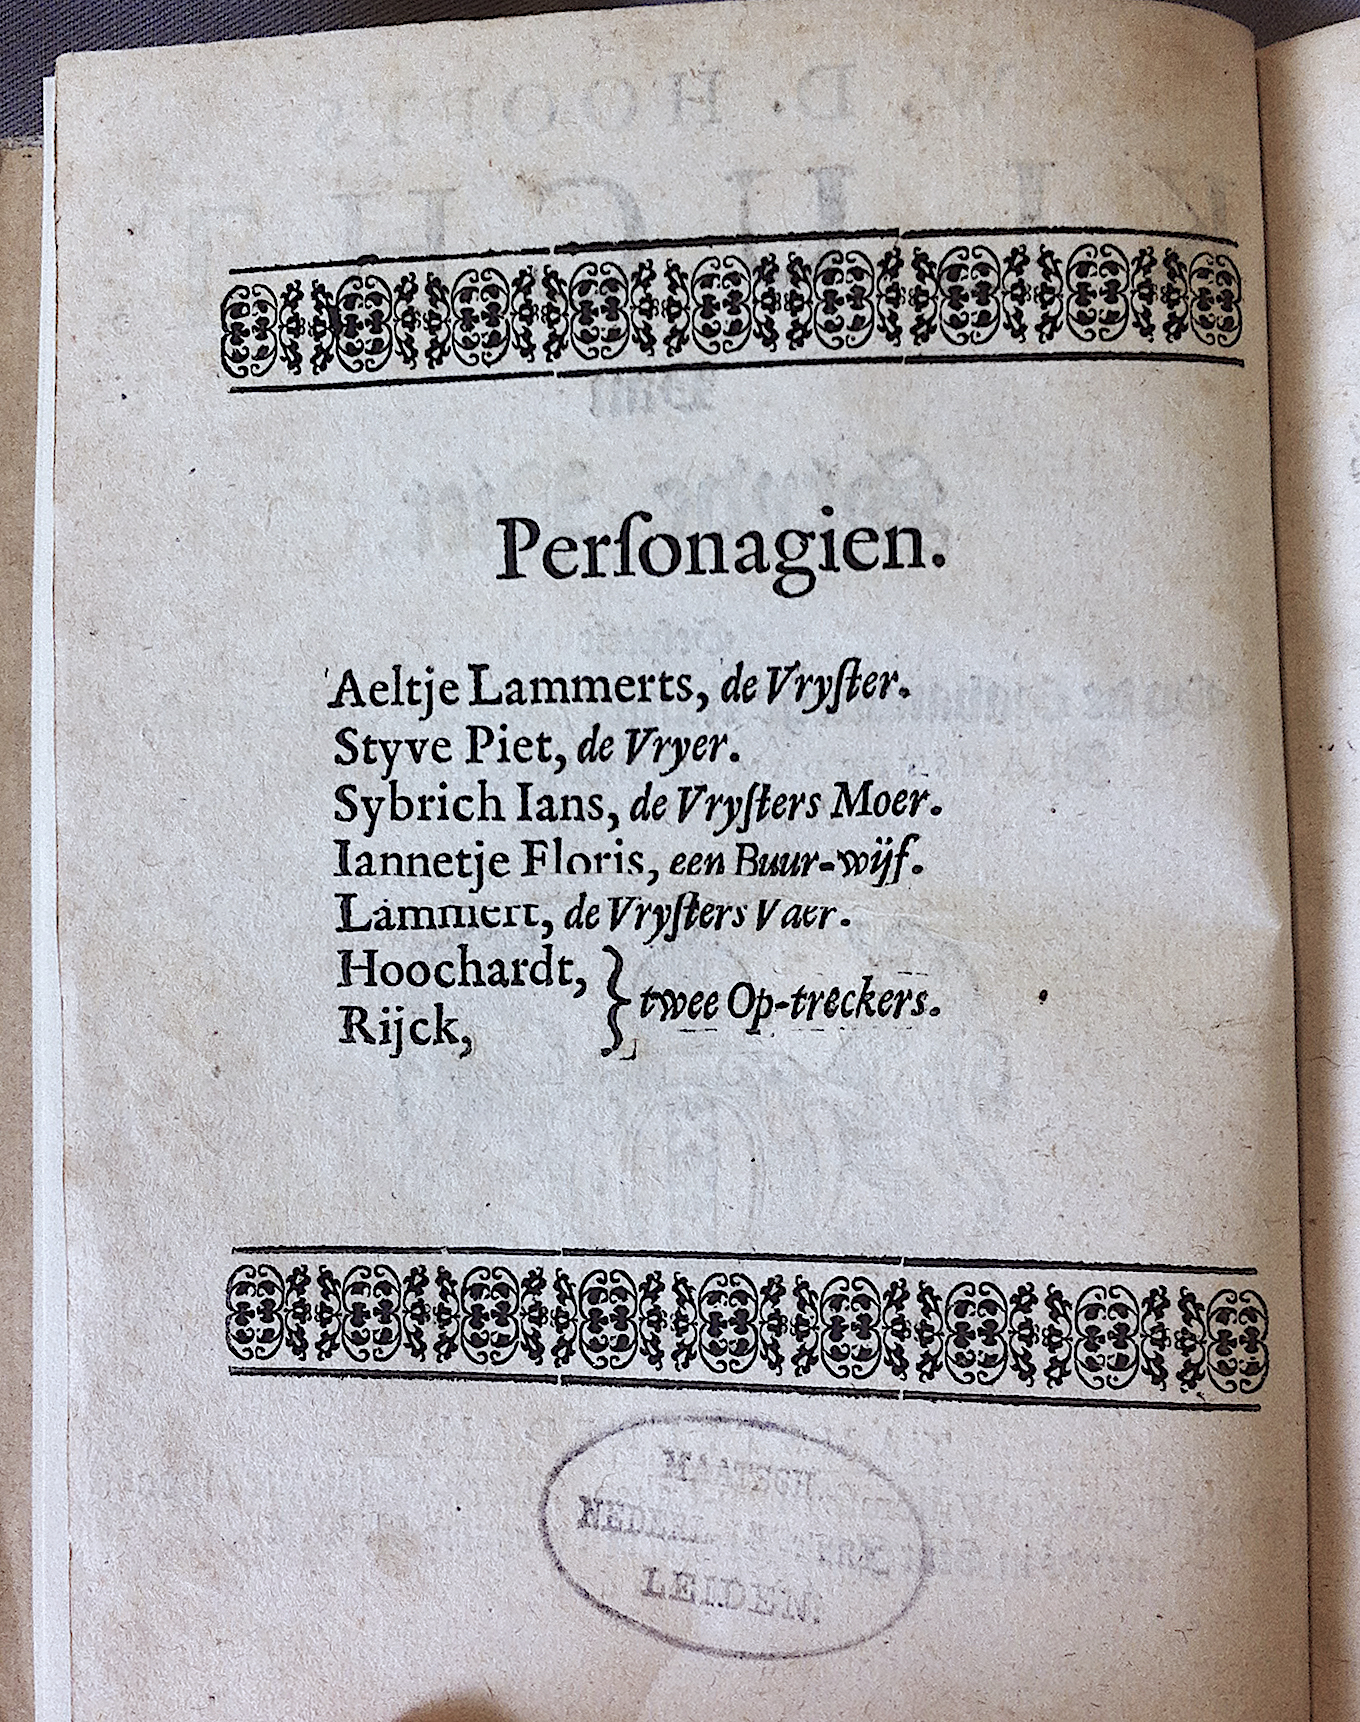 Perſonagien.
Aeltje Lammerts, de Vryſter.
Styve Piet, de Vryer.
Sybrich Ians, de Vryſters Moer.
Iannetje Floris, een Buur-wijf.
Lammert, de Vryſters Vaer.
Hoochardt,
Rijck, } twee Op-treckers.
MAATSCH.
LEIDEN.